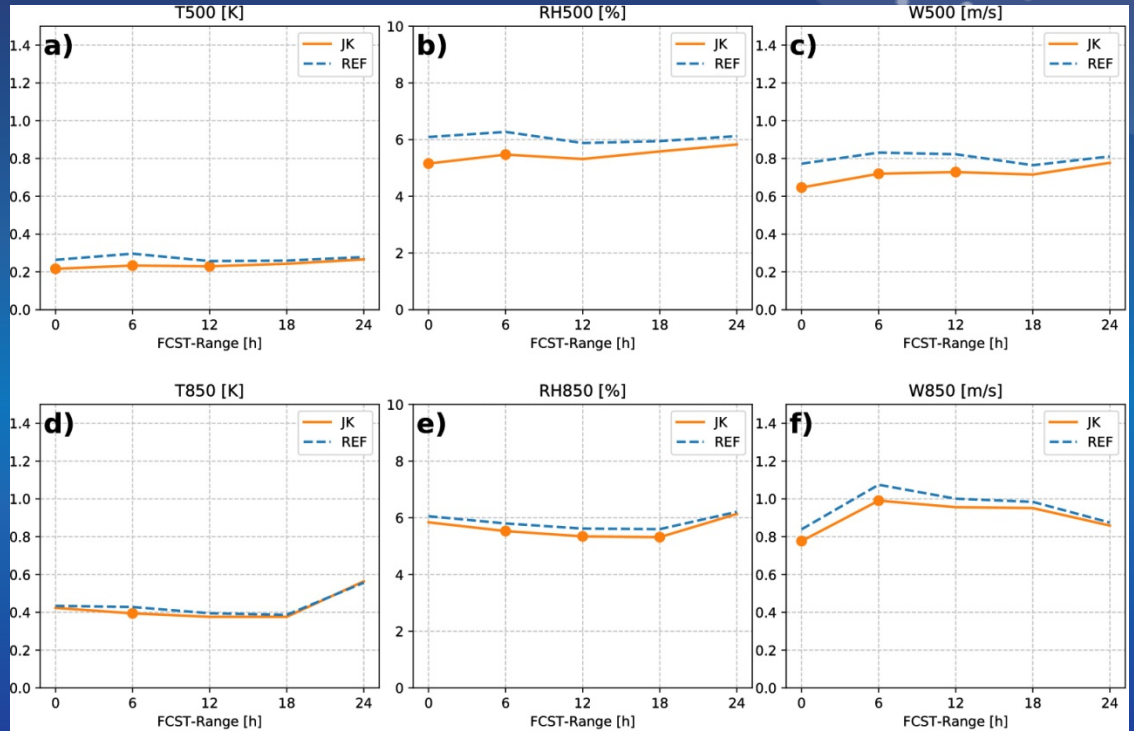 T500 [K]
a)
JK
REF
1.4
1.2
1.0
0.8
0.6
0.4
0.2
0.0
0 6 12 18 24
FCST-Range [h]
RH500 [%]
b)
JK
REF
10
8
6
4
2
0
0 6 12 18 24
FCST-Range [h]
W500 [m/s]
c)
JK
REF
1.4
1.2
1.0
0.8
0.6
0.4
0.2
0.0
0 6 12 18 24
FCST-Range [h]
T850 [K]
d)
JK
REF
1.4
1.2
1.0
0.8
0.6
0.4
0.2
0.0
0 6 12 18 24
FCST-Range [h]
RH850 [%]
e)
JK
REF
10
8
6
4
2
0
0 6 12 18 24
FCST-Range [h]
W850 [m/s]
f)
JK
REF
1.4
1.2
1.0
0.8
0.6
0.4
0.2
0.0
0 6 12 18 24
FCST-Range [h]